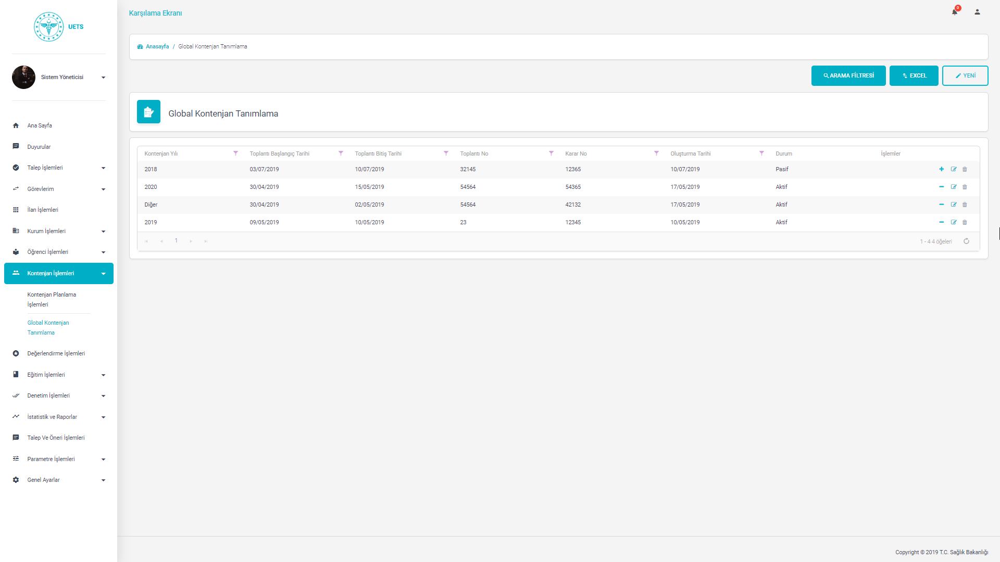 UETS
Sistem Yöneticisi
Ana Sayfa
Duyurular
Talep İşlemleri
Görevlerim
İlan İşlemleri
Kurum İşlemleri
Öğrenci İşlemleri
Kontenjan İşlemleri
Kontenjan Planlama
İşlemleri
Global Kontenjan
Tanımlama
Değerlendirme İşlemleri
Eğitim İşlemleri
Denetim İşlemleri
İstatistik ve Raporlar
Talep Ve Öneri İşlemleri
Parametre İşlemleri
Genel Ayarlar
Karşılama Ekranı
0
Anasayfa / Global Kontenjan Tanımlama
ARAMA FİLTRESİ EXCEL YENİ
Global Kontenjan Tanımlama
Kontenjan Yılı Toplantı Başlangıç Tarihi Toplantı Bitiş Tarihi Toplantı No Karar No Oluşturma Tarihi Durum İşlemler
2018 03/07/2019 10/07/2019 32145 12365 10/07/2019 Pasif
2020 30/04/2019 15/05/2019 54564 54365 17/05/2019 Aktif
Diğer 30/04/2019 02/05/2019 54564 42132 17/05/2019 Aktif
2019 09/05/2019 10/05/2019 23 12345 10/05/2019 Aktif
1 1 - 4 4 öğeleri
Copyright © 2019 T.C. Sağlık Bakanlığı